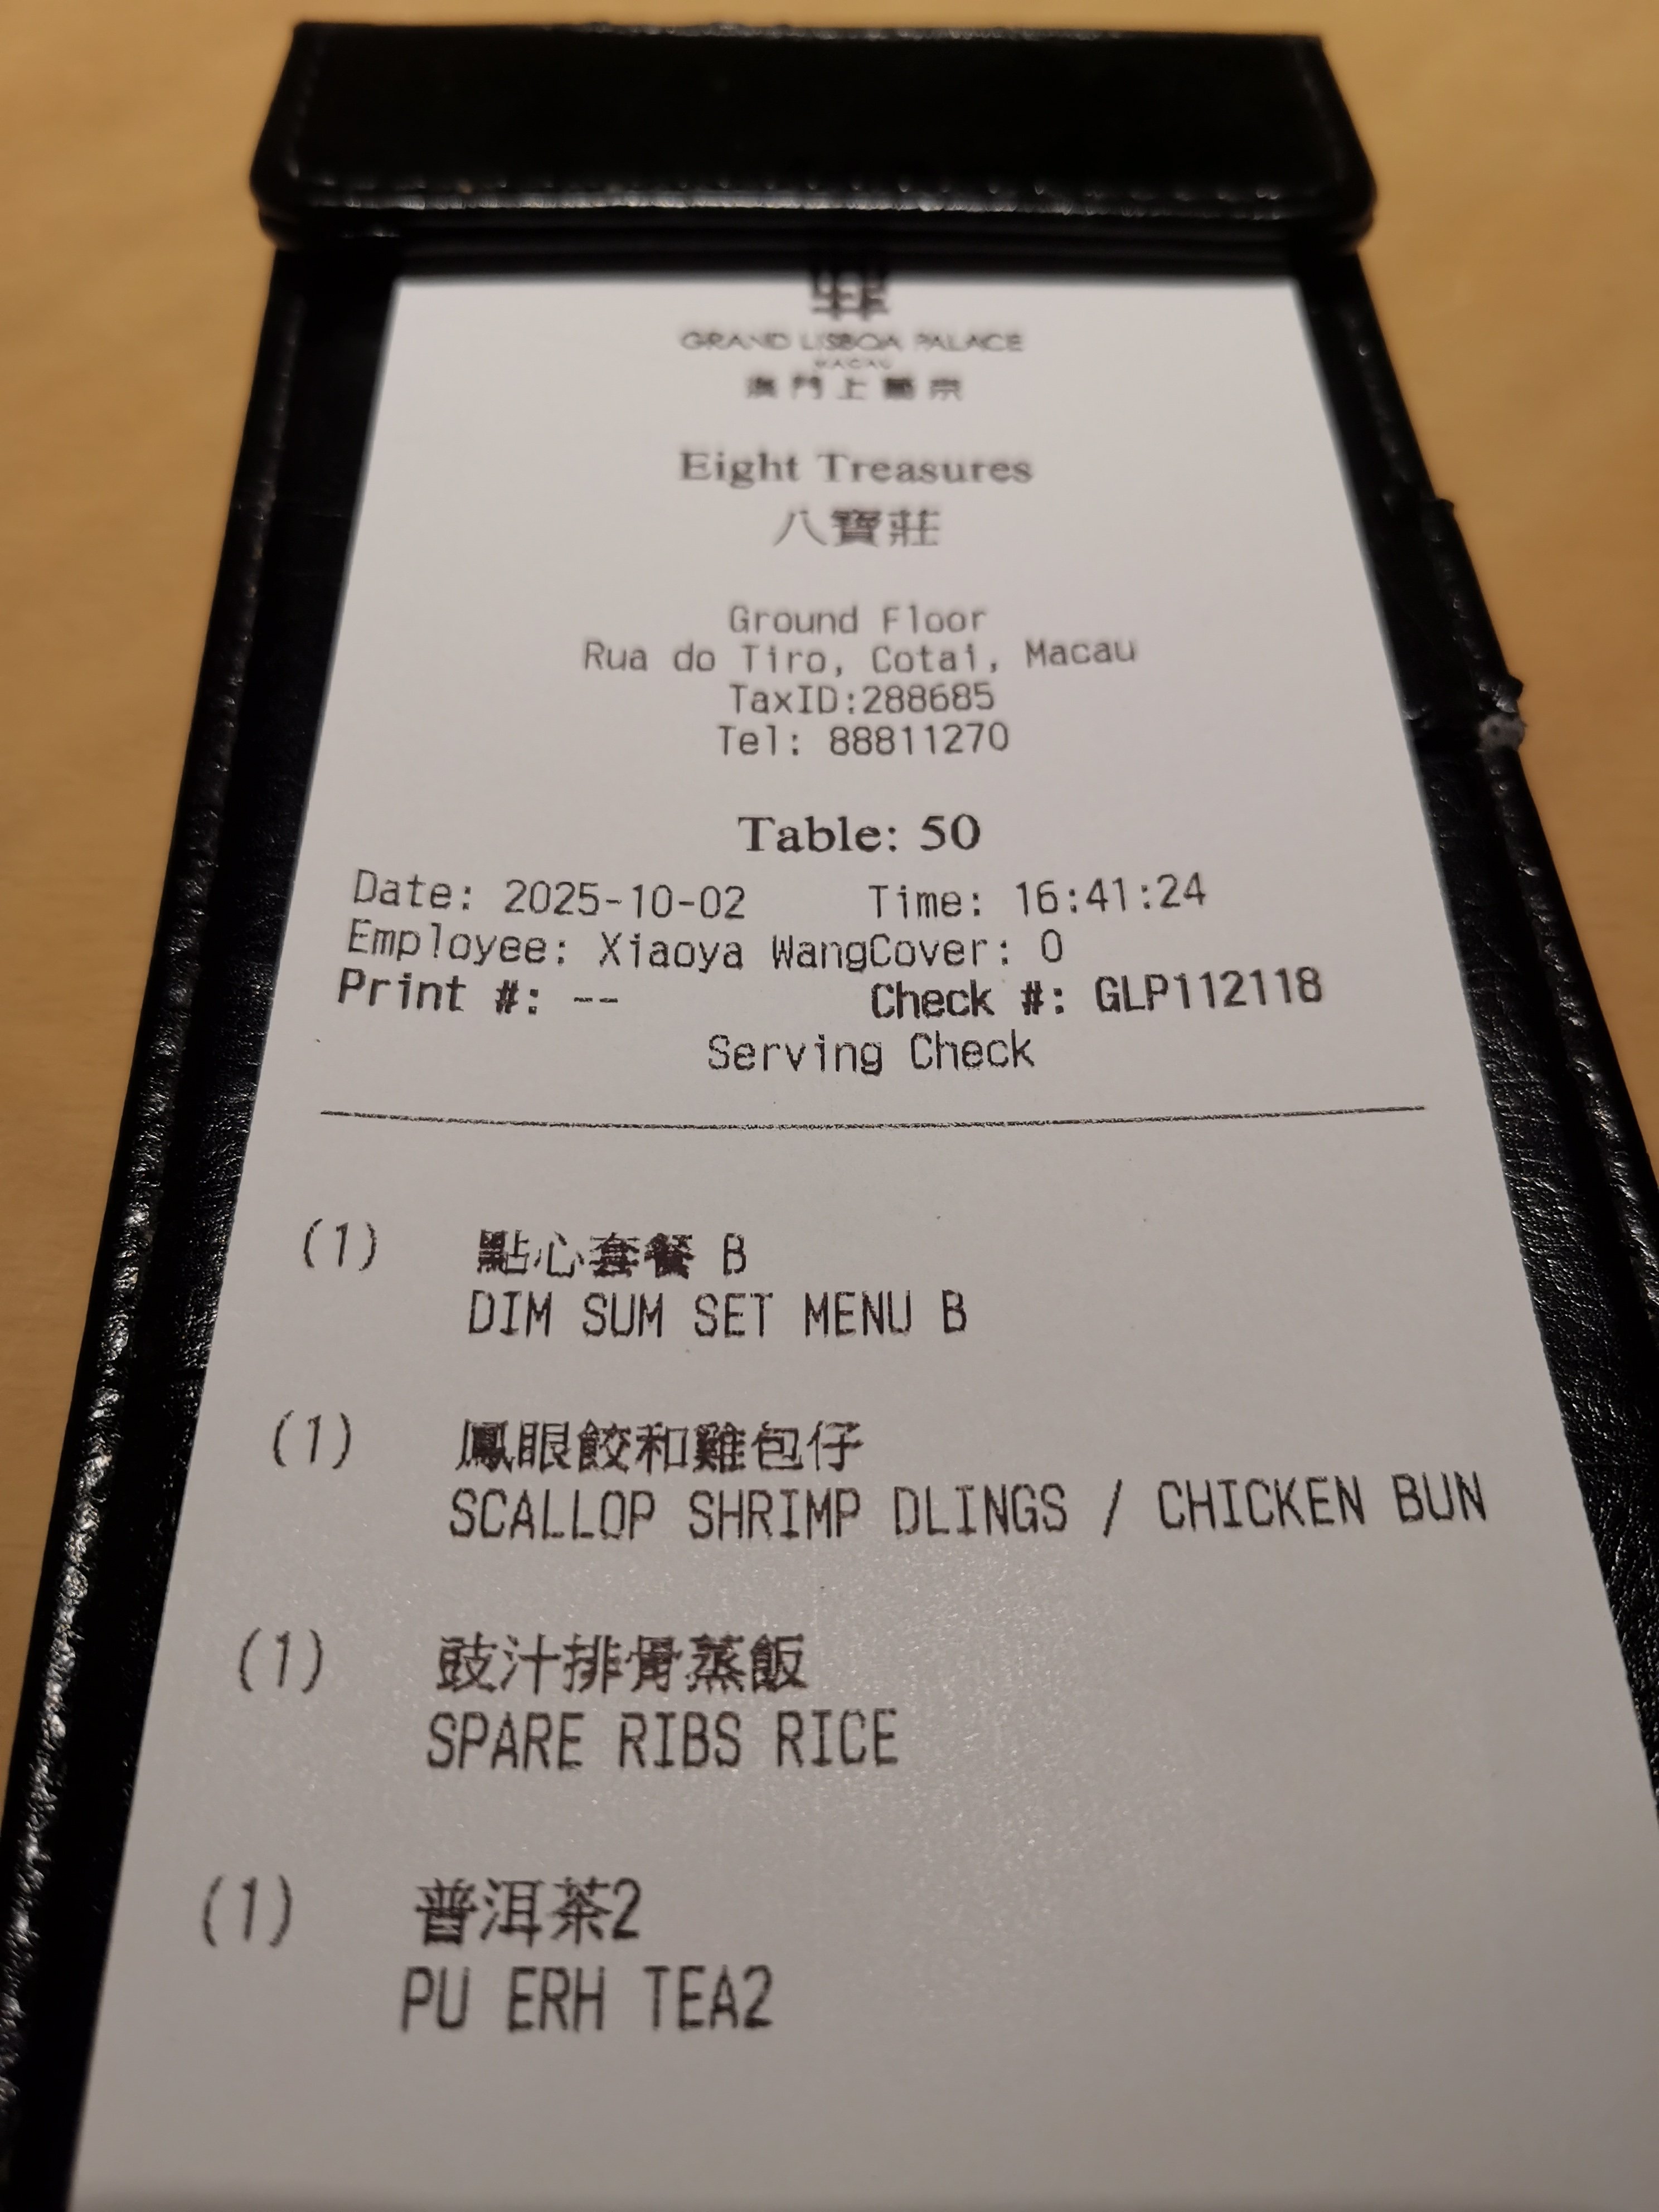 GRAND LISBOA PALACE
MACAU
澳門上葡京
Eight Treasures
八寶莊
Ground Floor
Rua do Tiro, Cotai, Macau
TaxID:288685
Tel: 88811270
Table: 50
Date: 2025-10-02 Time: 16:41:24
Employee: Xiaoya WangCover: 0
Print #: -- Check #: GLP112118
Serving Check
(1) 點心套餐 B
DIM SUM SET MENU B
(1) 鳳眼餃和雞包仔
SCALLOP SHRIMP DLINGS / CHICKEN BUN
(1) 豉汁排骨蒸飯
SPARE RIBS RICE
(1) 普洱茶2
PU ERH TEA2